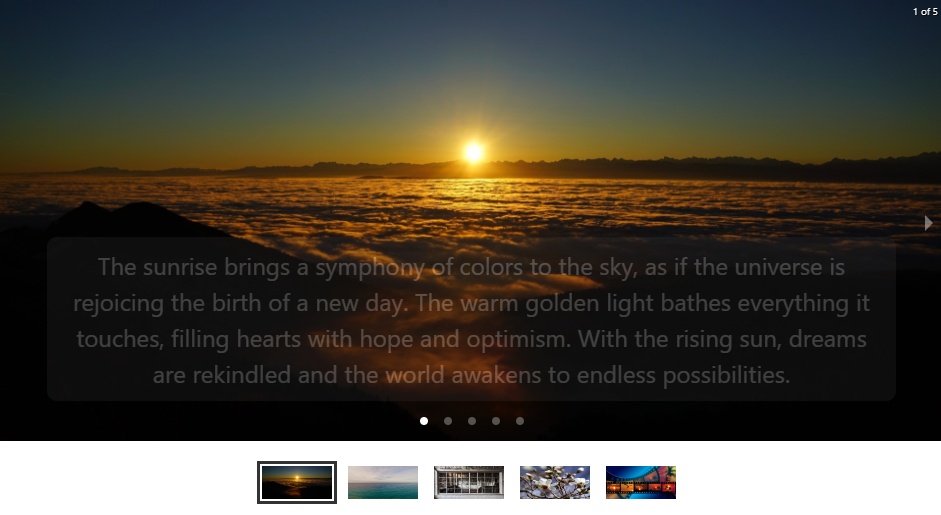 1 of 5
The sunrise brings a symphony of colors to the sky, as if the universe is
rejoicing the birth of a new day. The warm golden light bathes everything it
touches, filling hearts with hope and optimism. With the rising sun, dreams
are rekindled and the world awakens to endless possibilities.